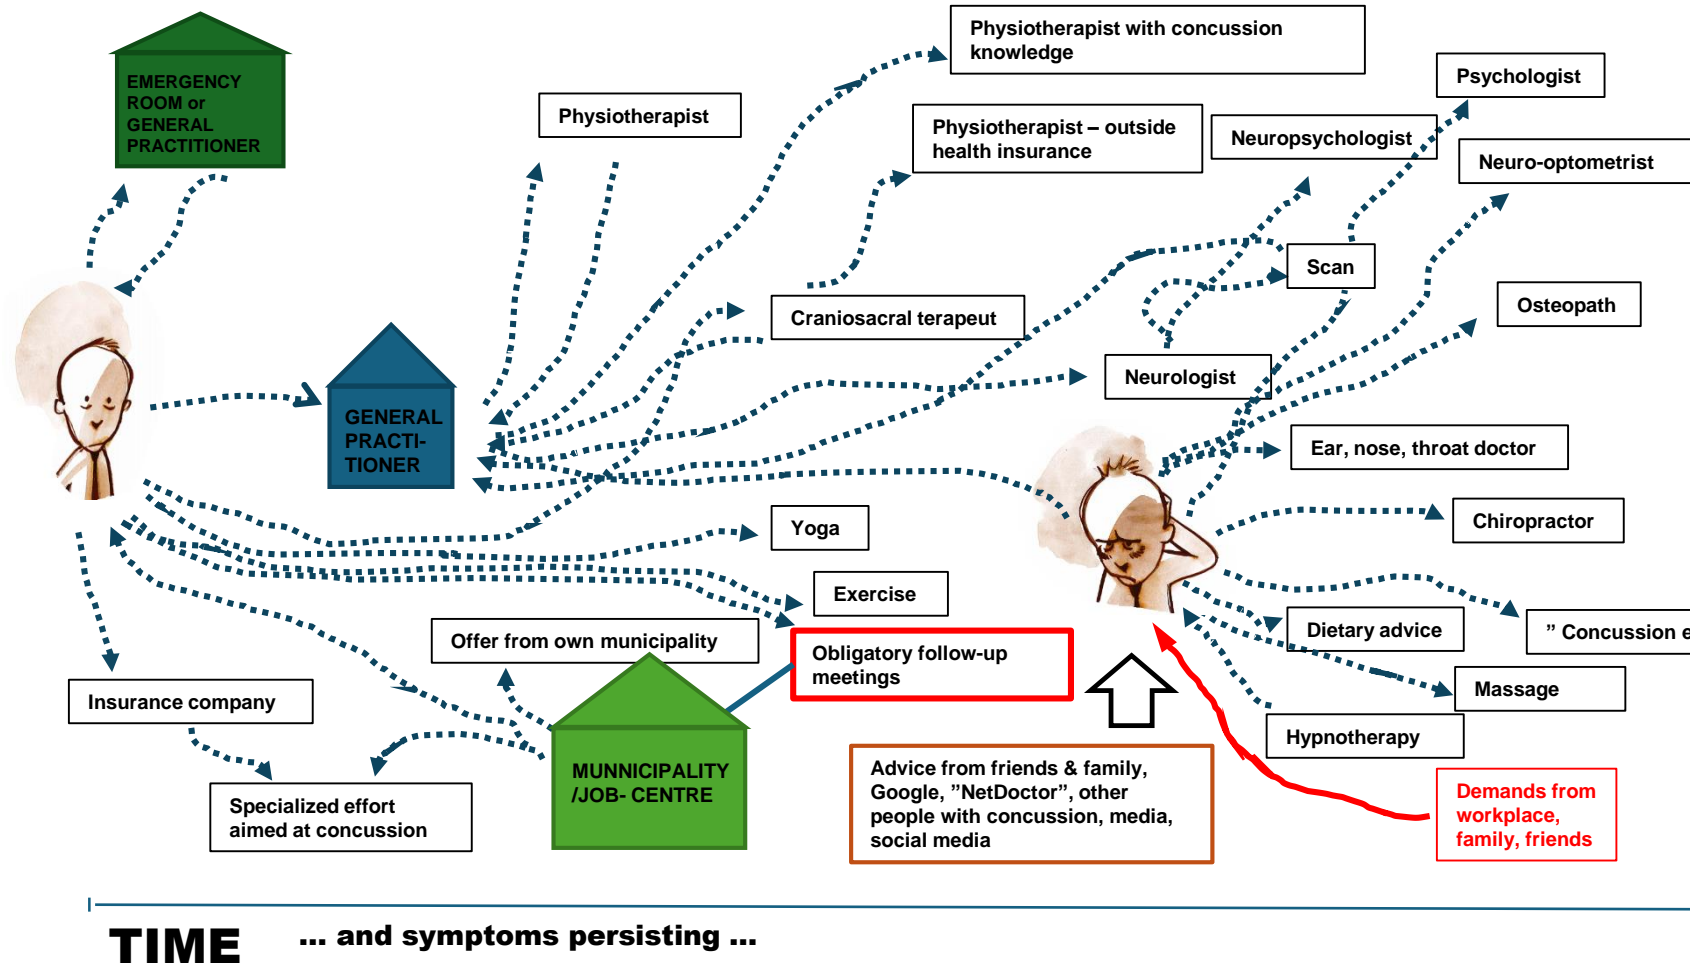 EMERGENCY
ROOM or
GENERAL
PRACTITIONER
Physiotherapist
Physiotherapist with concussion
knowledge
Physiotherapist – outside
health insurance
Psychologist
Neuropsychologist
Neuro-optometrist
Scan
Osteopath
Craniosacral terapeut
Neurologist
GENERAL
PRACTI-
TIONER
Ear, nose, throat doctor
Chiropractor
Yoga
Exercise
Offer from own municipality
Obligatory follow-up
meetings
Dietary advice
” Concussion e
Insurance company
Massage
Hypnotherapy
MUNNICIPALITY
/JOB- CENTRE
Specialized effort
aimed at concussion
Advice from friends & family,
Google, ”NetDoctor”, other
people with concussion, media,
social media
Demands from
workplace,
family, friends
TIME
... and symptoms persisting ...